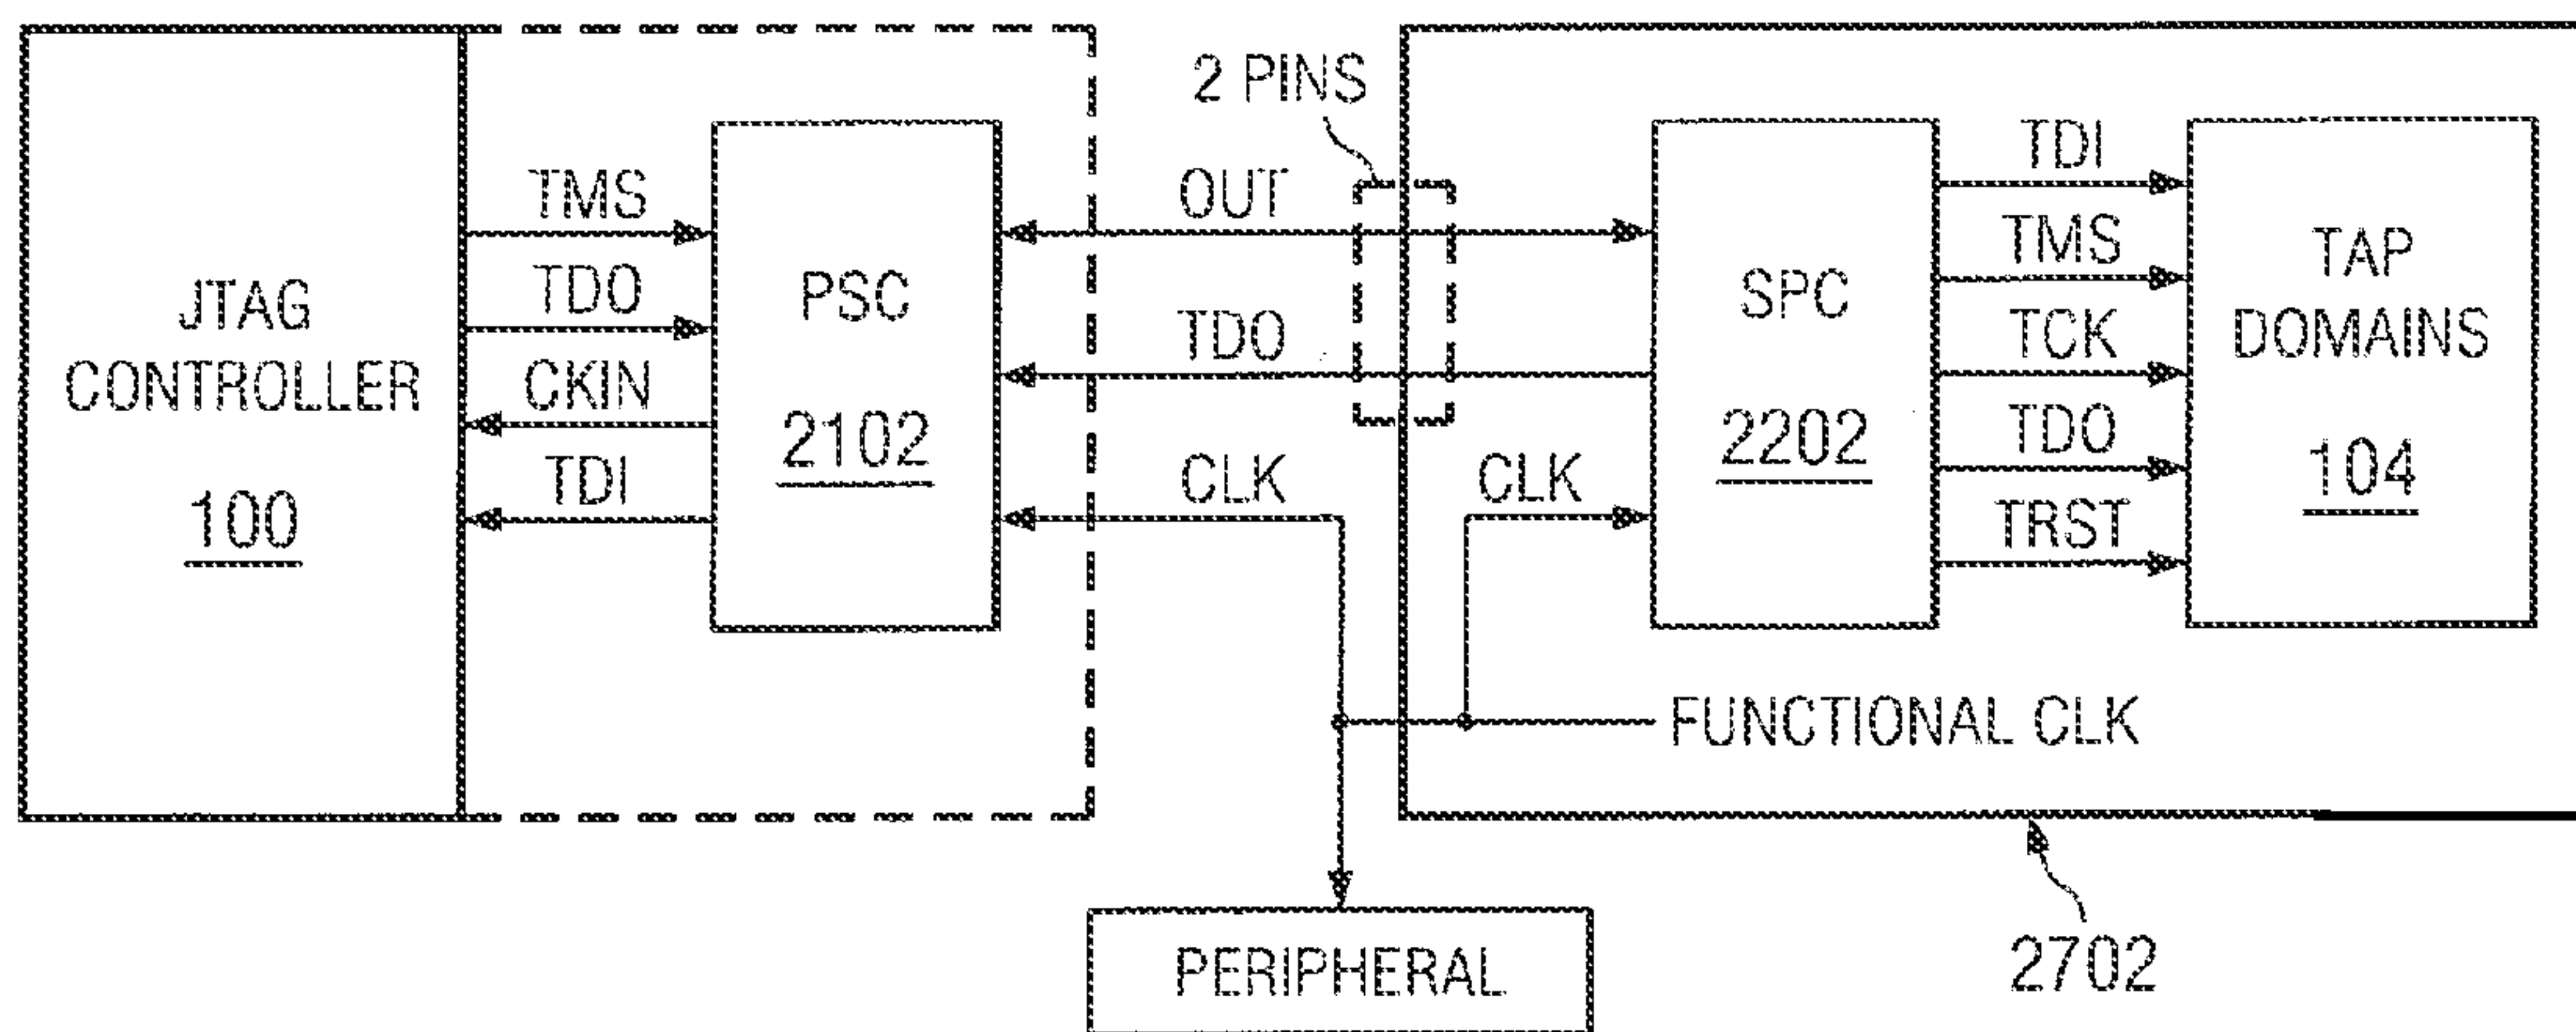 JTAG
CONTROLLER
100
TMS
TDO
CKIN
TDI
PSC
2102
OUT
TDO
CLK
2 PINS
CLK
SPC
2202
TDI
TMS
TCK
TDO
TRST
TAP
DOMAINS
104
FUNCTIONAL CLK
PERIPHERAL
2702